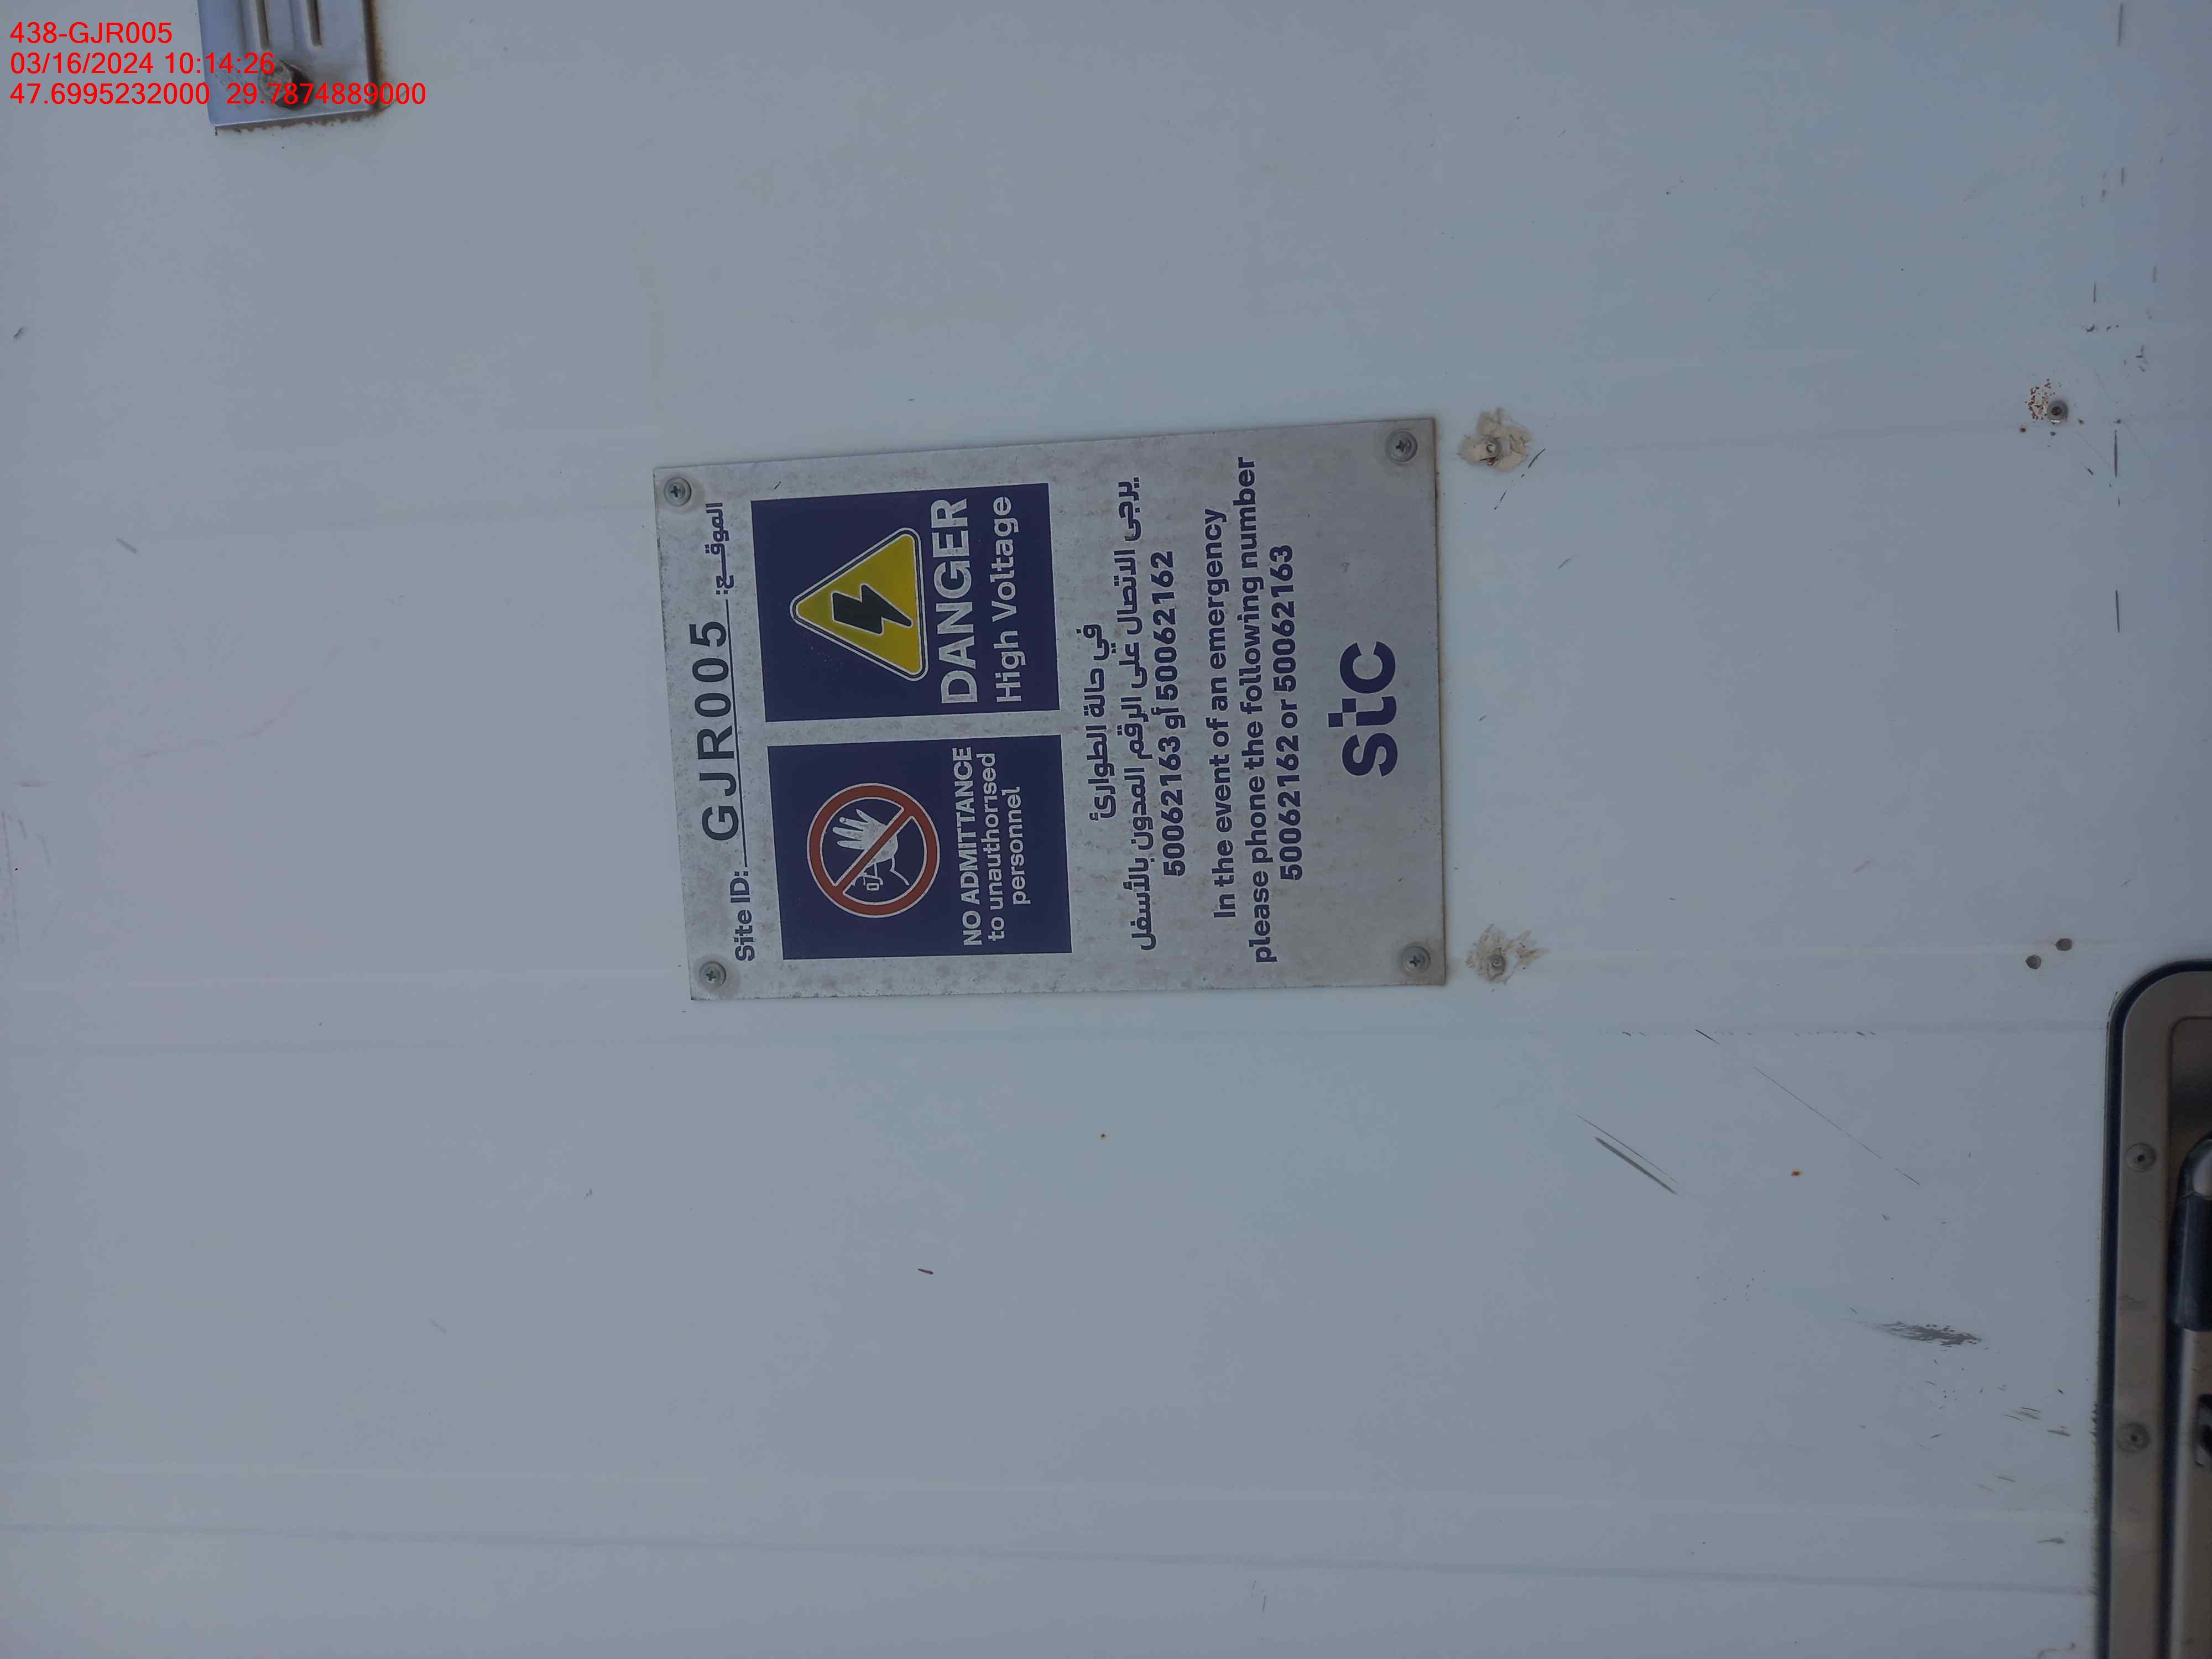 438-GJR005
03/16/2024 10:14:26
47.6995232000 29.7874889000
Site ID: GJR005 الموقع:
NO ADMITTANCE
to unauthorised
personnel
DANGER
High Voltage
في حالة الطوارئ
يرجى الاتصال على الرقم المدون بالأسفل
50062163 أو 50062162
In the event of an emergency
please phone the following number
50062162 or 50062163
stc